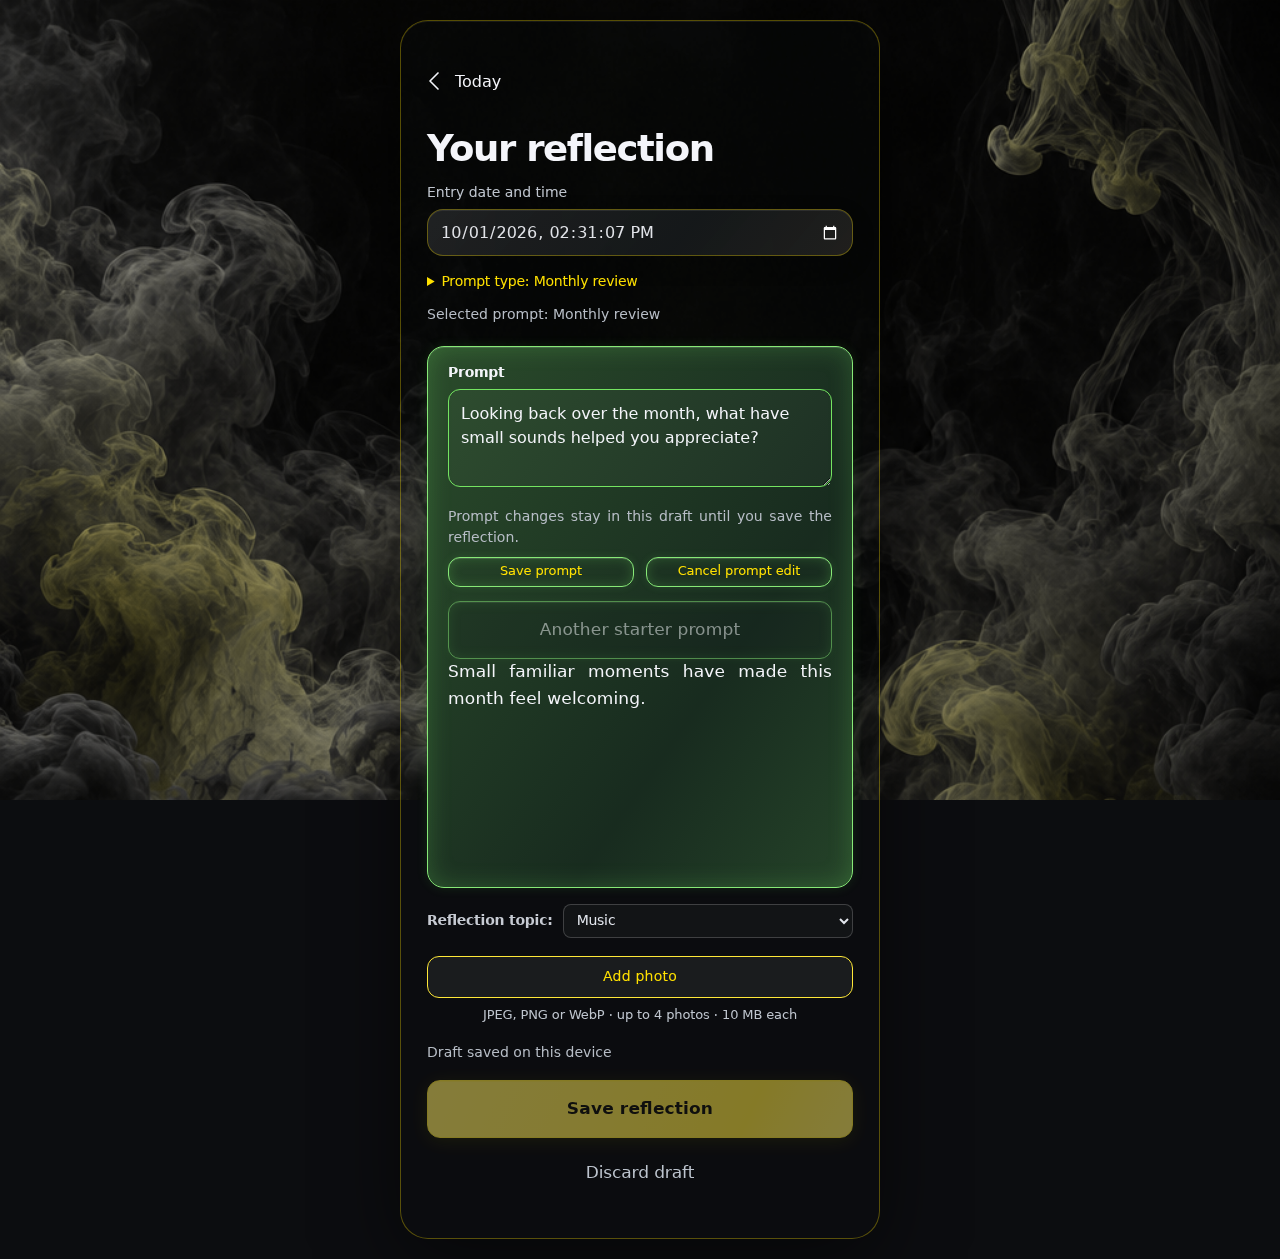 Today
Your reflection
Entry date and time
10/01/2026, 02:31:07 PM
Prompt type: Monthly review
Selected prompt: Monthly review
Prompt
Looking back over the month, what have
small sounds helped you appreciate?
Prompt changes stay in this draft until you save the
reflection.
Save prompt
Cancel prompt edit
Another starter prompt
Small familiar moments have made this
month feel welcoming.
Reflection topic:
Music
Add photo
JPEG, PNG or WebP · up to 4 photos · 10 MB each
Draft saved on this device
Save reflection
Discard draft